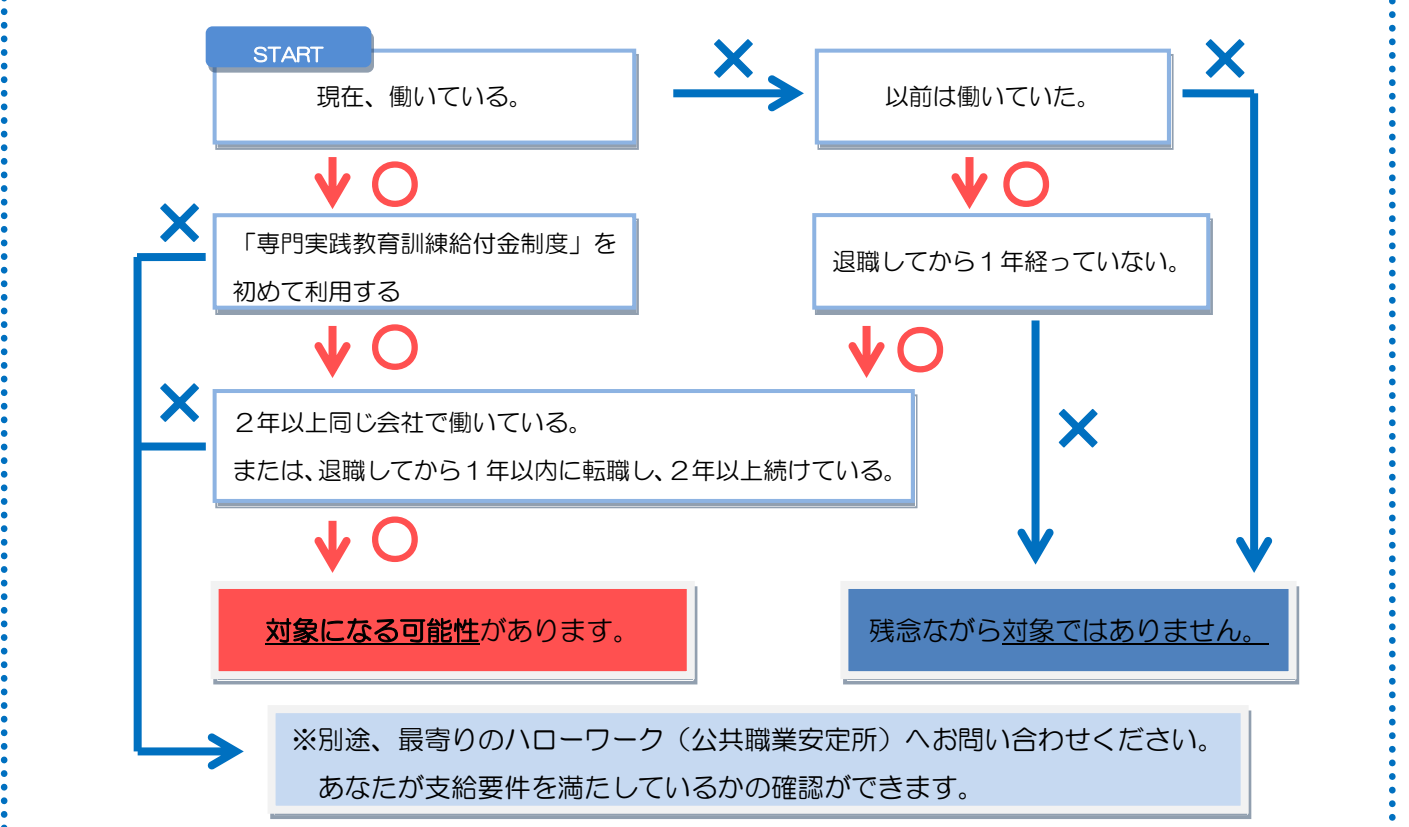 START
現在、働いている。
以前は働いていた。
「専門実践教育訓練給付金制度」を
初めて利用する
退職してから1年経っていない。
2年以上同じ会社で働いている。
または、退職してから1年以内に転職し、2年以上続けている。
対象になる可能性があります。
残念ながら対象ではありません。
※別途、最寄りのハローワーク（公共職業安定所）へお問い合わせください。
あなたが支給要件を満たしているかの確認ができます。